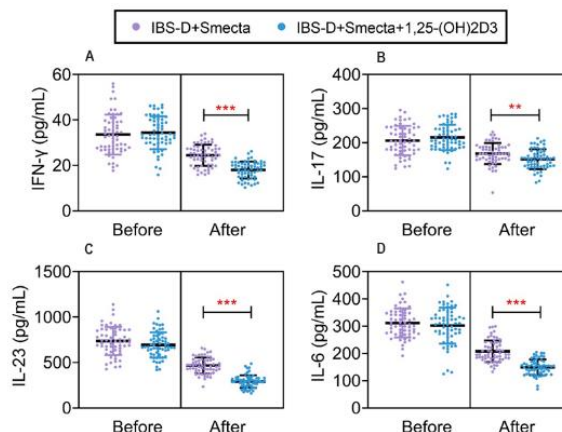 IBS-D+Smecta IBS-D+Smecta+1,25-(OH)2D3
A
IFN-γ (pg/mL)
60
40
20
0
***
Before After
B
IL-17 (pg/mL)
400
300
200
100
0
**
Before After
C
IL-23 (pg/mL)
1500
1000
500
0
***
Before After
D
IL-6 (pg/mL)
500
400
300
200
100
0
***
Before After